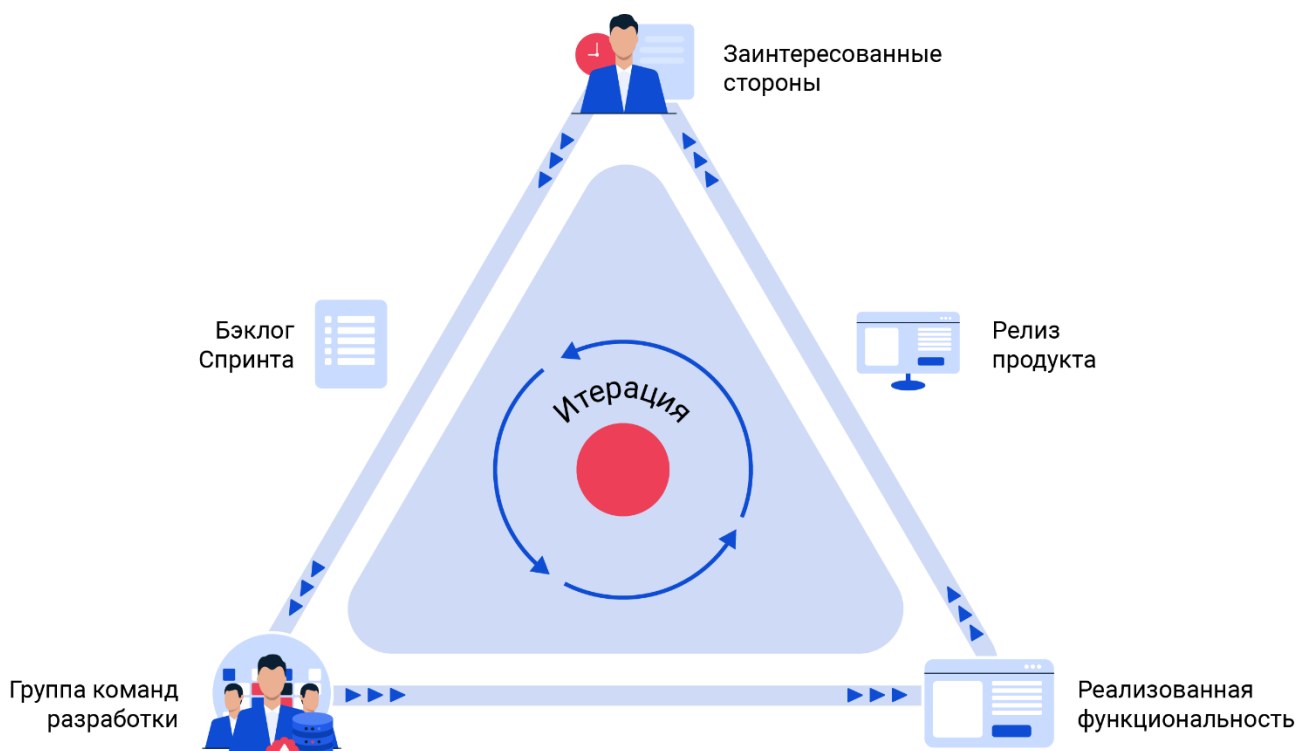 Заинтересованные
стороны
Бэклог
Спринта
Релиз
продукта
Итерация
Группа команд
разработки
Реализованная
функциональность